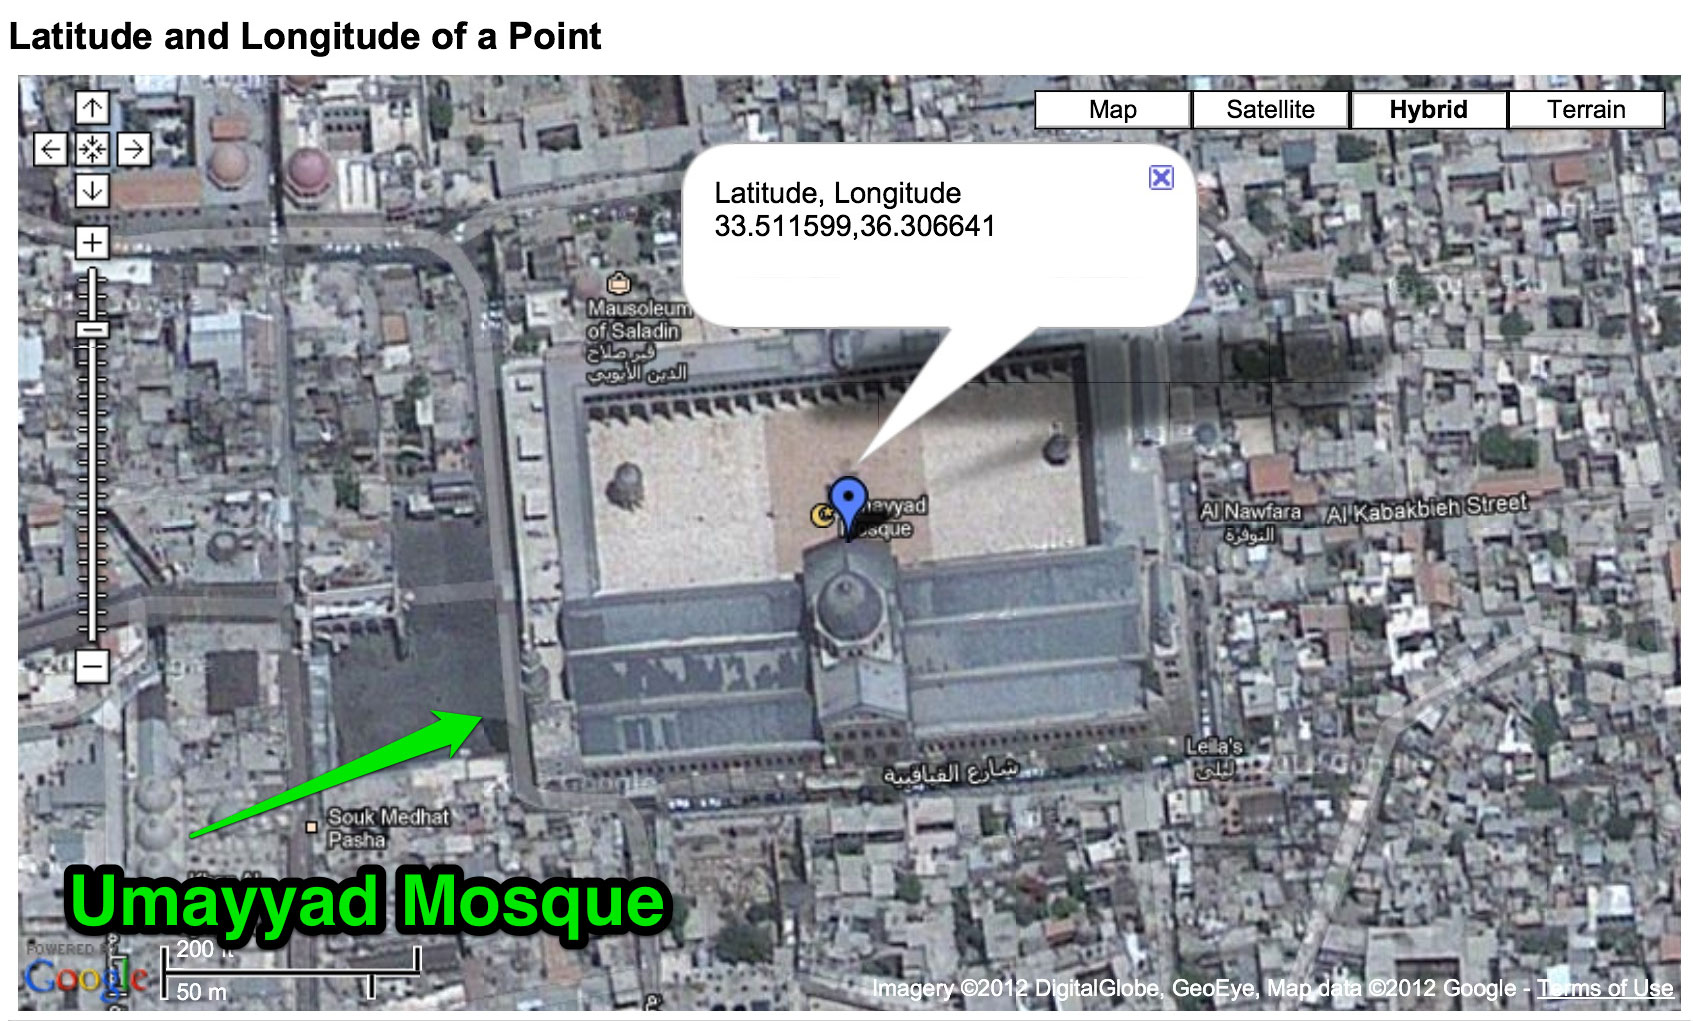 Latitude and Longitude of a Point
Map
Satellite
Hybrid
Terrain
Latitude, Longitude
33.511599,36.306641
Mausoleum
of Saladin
قبر صلاح
الدين الأيوبي
Mosque
Al Nawfara
النوفرة
Al Kabakbieh Street
Leila's
ليلى
شارع القباقبية
Souk Medhat
Pasha
Umayyad Mosque
POWERED BY
Google
200 ft
50 m
Imagery ©2012 DigitalGlobe, GeoEye, Map data ©2012 Google - Terms of Use